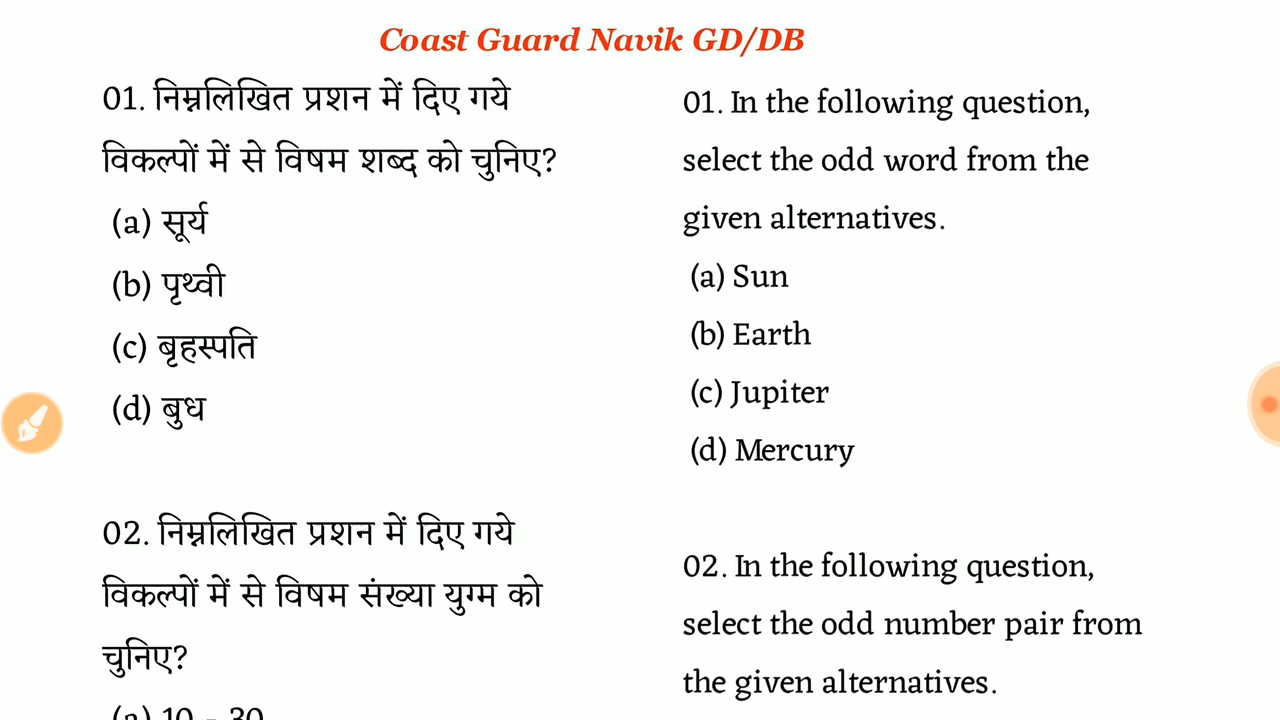 Coast Guard Navik GD/DB
01. निम्नलिखित प्रशन में दिए गये
विकल्पों में से विषम शब्द को चुनिए?
(a) सूर्य
(b) पृथ्वी
(c) बृहस्पति
(d) बुध
02. निम्नलिखित प्रशन में दिए गये
विकल्पों में से विषम संख्या युग्म को
चुनिए?
(a) 10 - 30
01. In the following question,
select the odd word from the
given alternatives.
(a) Sun
(b) Earth
(c) Jupiter
(d) Mercury
02. In the following question,
select the odd number pair from
the given alternatives.